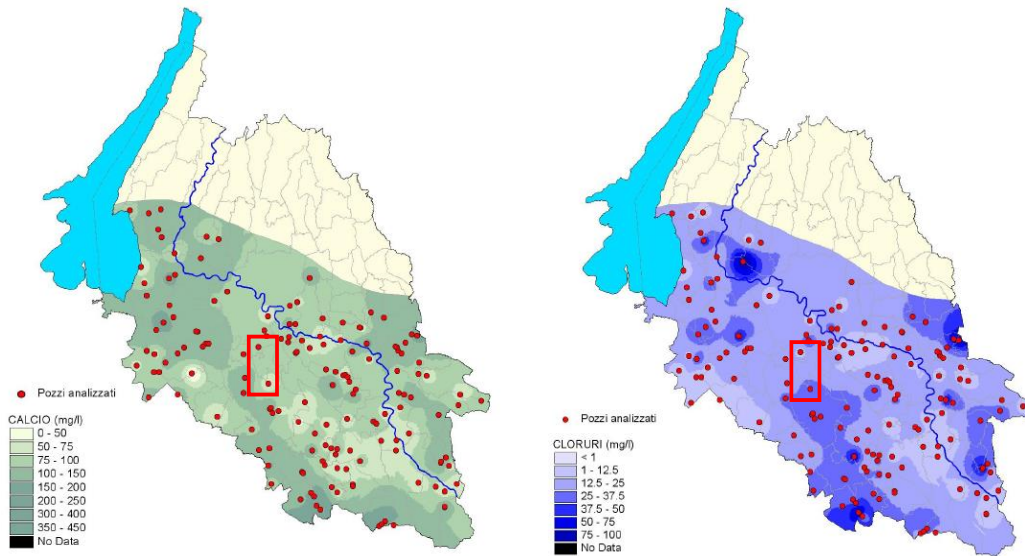 Pozzi analizzati
CALCIO (mg/l)
0 - 50
50 - 75
75 - 100
100 - 150
150 - 200
200 - 250
300 - 400
350 - 450
No Data
Pozzi analizzati
CLORURI (mg/l)
< 1
1 - 12.5
12.5 - 25
25 - 37.5
37.5 - 50
50 - 75
75 - 100
No Data